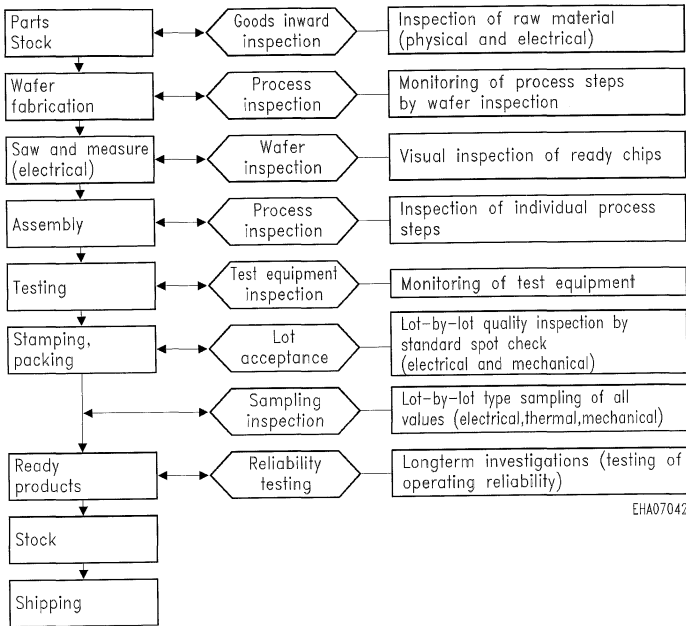 Parts
Stock
Goods inward
inspection
Inspection of raw material
(physical and electrical)
Wafer
fabrication
Process
inspection
Monitoring of process steps
by wafer inspection
Saw and measure
(electrical)
Wafer
inspection
Visual inspection of ready chips
Assembly
Process
inspection
Inspection of individual process
steps
Testing
Test equipment
inspection
Monitoring of test equipment
Stamping,
packing
Lot
acceptance
Lot-by-lot quality inspection by
standard spot check
(electrical and mechanical)
Sampling
inspection
Lot-by-lot type sampling of all
values (electrical,thermal,mechanical)
Ready
products
Reliability
testing
Longterm investigations (testing of
operating reliability)
EHA07042
Stock
Shipping